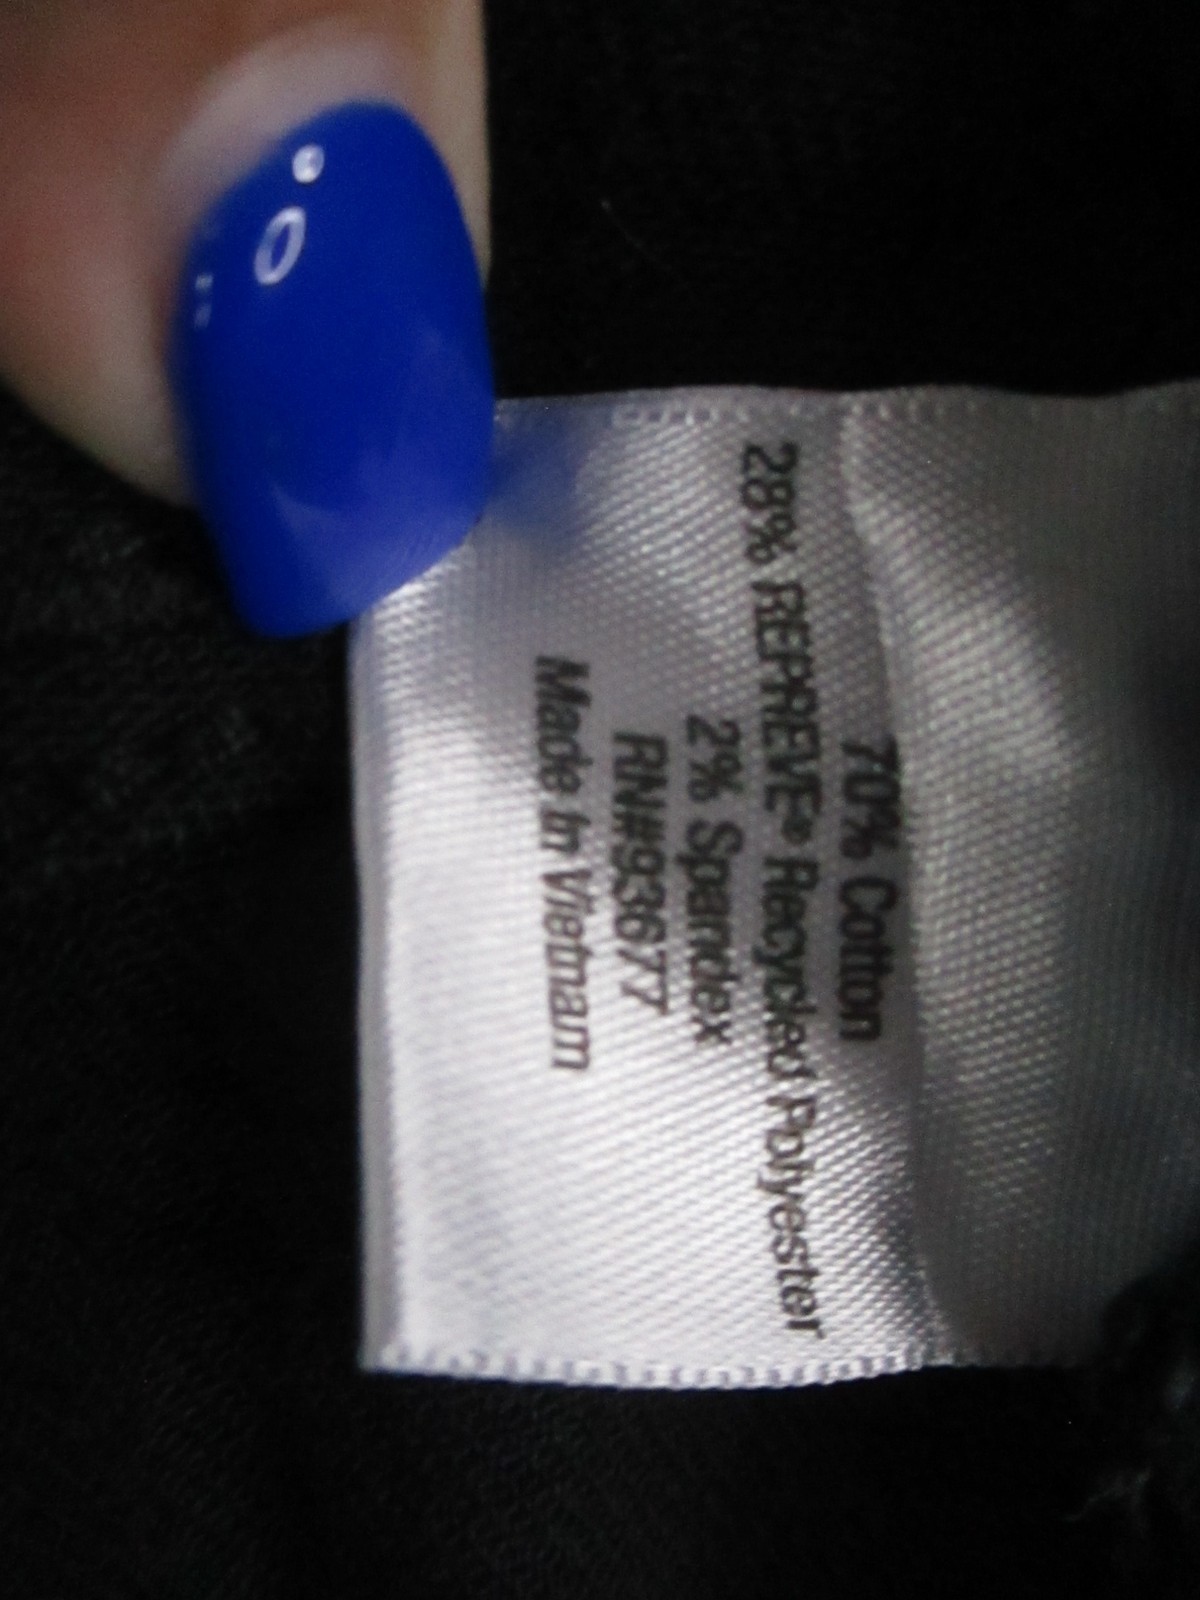 70% Cotton
28% REPREVE® Recycled Polyester
2% Spandex
RN#93677
Made In Vietnam